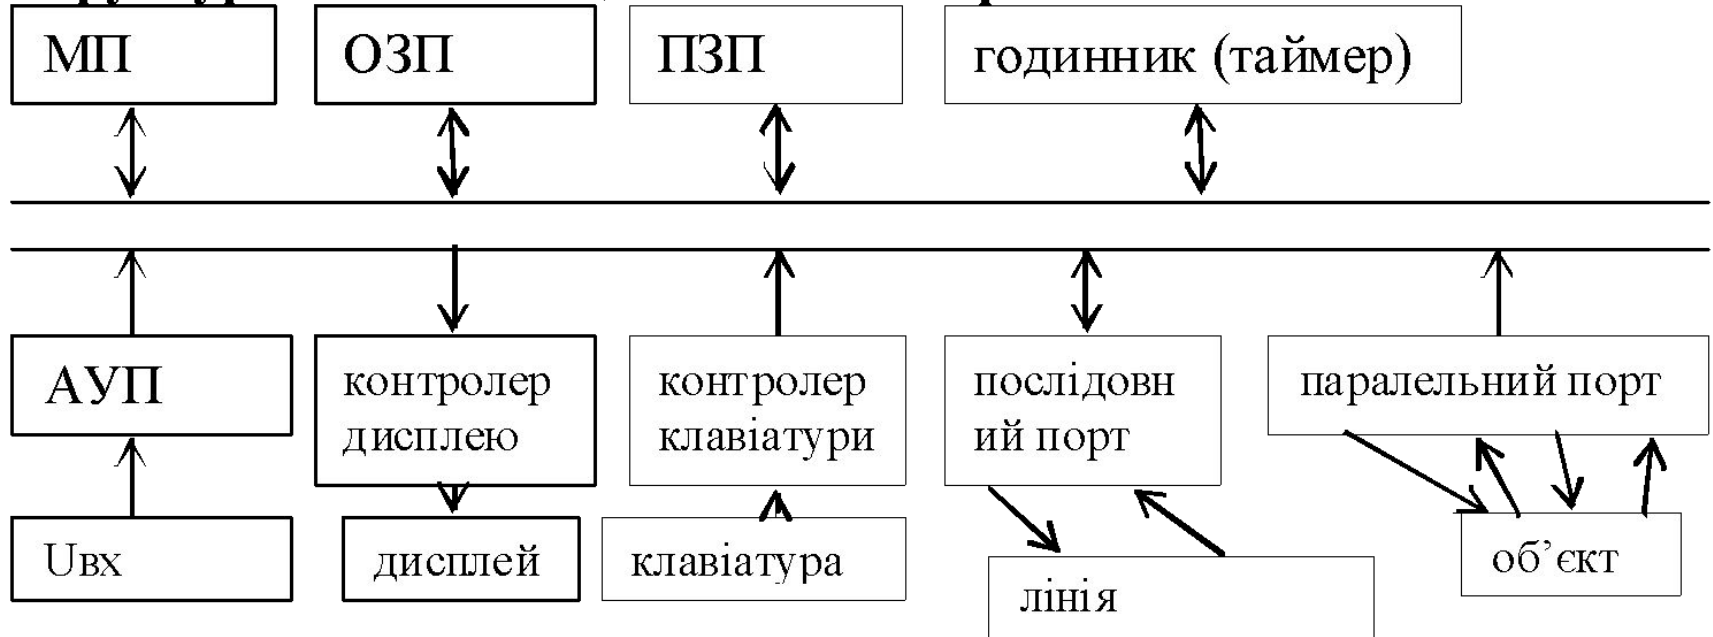 МП
ОЗП
ПЗП
годинник (таймер)
АУП
контролер
дисплею
контролер
клавіатури
послідовн
ий порт
паралельний порт
Uвх
дисплей
клавіатура
лінія
об’єкт